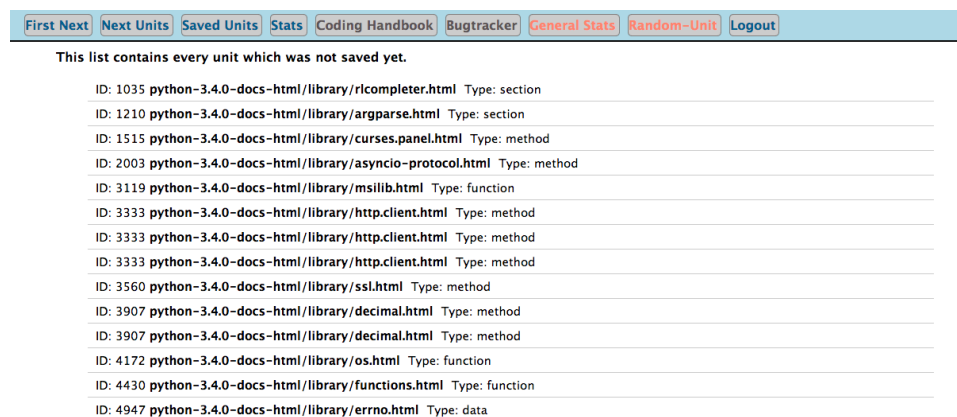 First Next Next Units Saved Units Stats Coding Handbook Bugtracker General Stats Random-Unit Logout
This list contains every unit which was not saved yet.
ID: 1035 python-3.4.0-docs-html/library/rlcompleter.html Type: section
ID: 1210 python-3.4.0-docs-html/library/argparse.html Type: section
ID: 1515 python-3.4.0-docs-html/library/curses.panel.html Type: method
ID: 2003 python-3.4.0-docs-html/library/asyncio-protocol.html Type: method
ID: 3119 python-3.4.0-docs-html/library/msilib.html Type: function
ID: 3333 python-3.4.0-docs-html/library/http.client.html Type: method
ID: 3333 python-3.4.0-docs-html/library/http.client.html Type: method
ID: 3333 python-3.4.0-docs-html/library/http.client.html Type: method
ID: 3560 python-3.4.0-docs-html/library/ssl.html Type: method
ID: 3907 python-3.4.0-docs-html/library/decimal.html Type: method
ID: 3907 python-3.4.0-docs-html/library/decimal.html Type: method
ID: 4172 python-3.4.0-docs-html/library/os.html Type: function
ID: 4430 python-3.4.0-docs-html/library/functions.html Type: function
ID: 4947 python-3.4.0-docs-html/library/errno.html Type: data